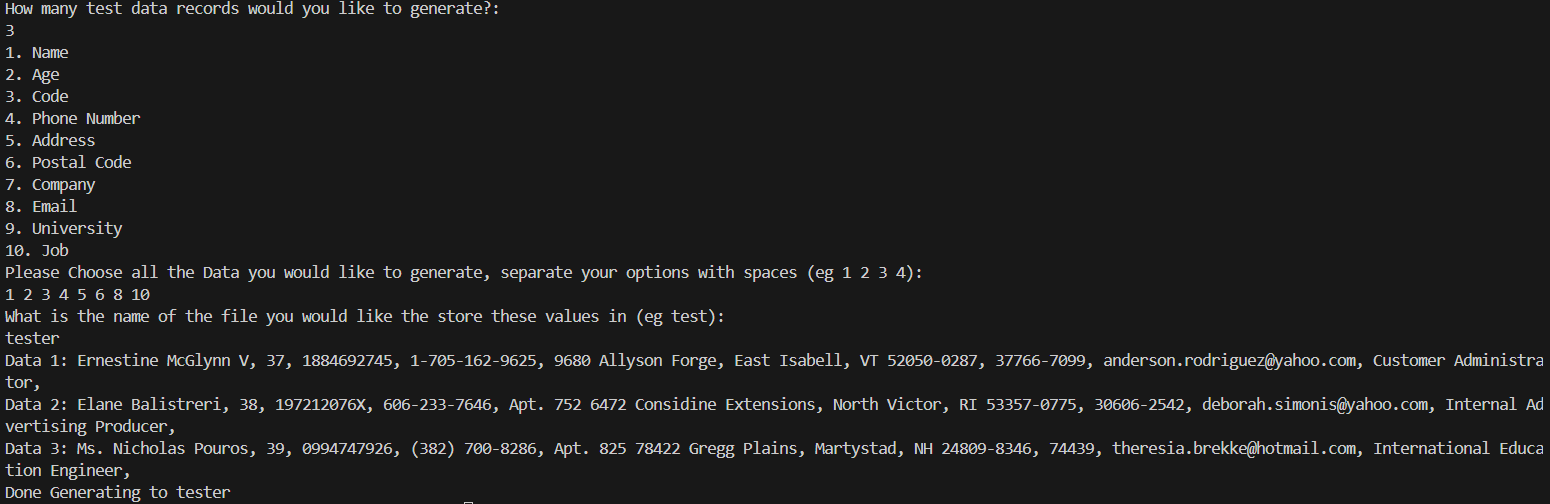 How many test data records would you like to generate?:
3
1. Name
2. Age
3. Code
4. Phone Number
5. Address
6. Postal Code
7. Company
8. Email
9. University
10. Job
Please Choose all the Data you would like to generate, separate your options with spaces (eg 1 2 3 4):
1 2 3 4 5 6 8 10
What is the name of the file you would like the store these values in (eg test):
tester
Data 1: Ernestine McGlynn V, 37, 1884692745, 1-705-162-9625, 9680 Allyson Forge, East Isabell, VT 52050-0287, 37766-7099, anderson.rodriguez@yahoo.com, Customer Administra
tor,
Data 2: Elane Balistreri, 38, 197212076X, 606-233-7646, Apt. 752 6472 Considine Extensions, North Victor, RI 53357-0775, 30606-2542, deborah.simonis@yahoo.com, Internal Ad
vertising Producer,
Data 3: Ms. Nicholas Pouros, 39, 0994747926, (382) 700-8286, Apt. 825 78422 Gregg Plains, Martystad, NH 24809-8346, 74439, theresia.brekke@hotmail.com, International Educa
tion Engineer,
Done Generating to tester